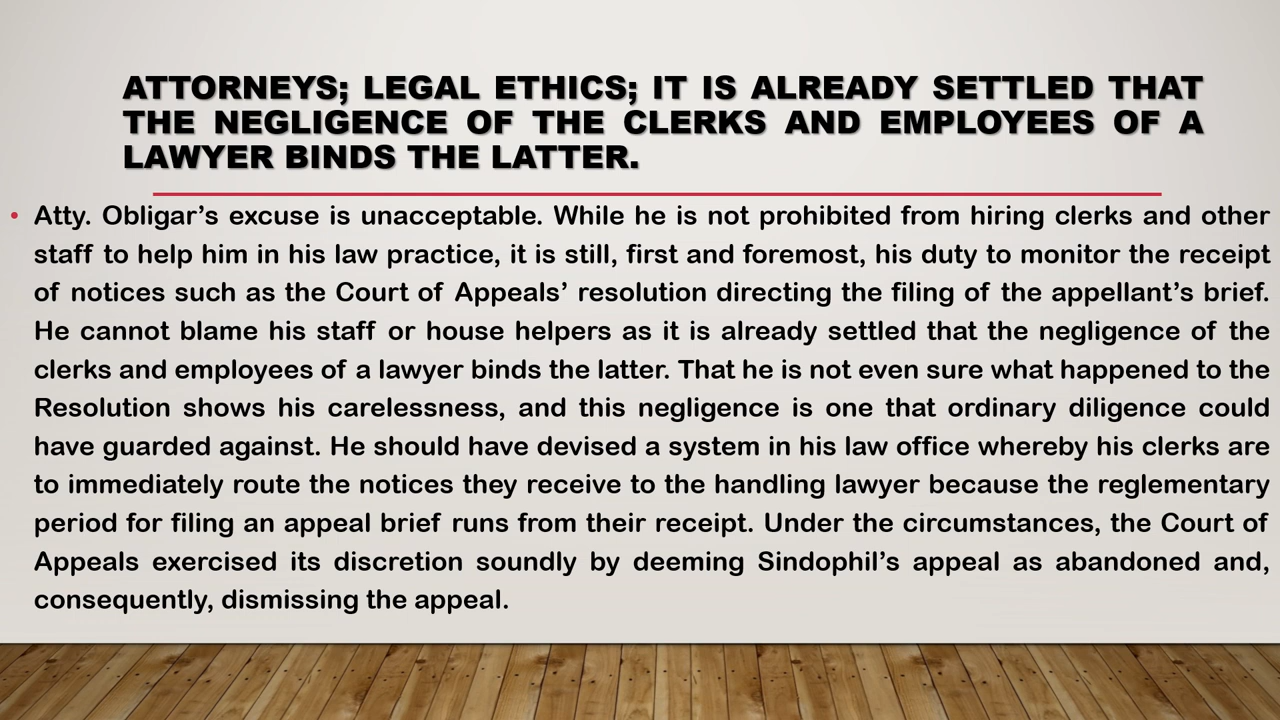 ATTORNEYS; LEGAL ETHICS; IT IS ALREADY SETTLED THAT
THE NEGLIGENCE OF THE CLERKS AND EMPLOYEES OF A
LAWYER BINDS THE LATTER.
• Atty. Obligar’s excuse is unacceptable. While he is not prohibited from hiring clerks and other
staff to help him in his law practice, it is still, first and foremost, his duty to monitor the receipt
of notices such as the Court of Appeals’ resolution directing the filing of the appellant’s brief.
He cannot blame his staff or house helpers as it is already settled that the negligence of the
clerks and employees of a lawyer binds the latter. That he is not even sure what happened to the
Resolution shows his carelessness, and this negligence is one that ordinary diligence could
have guarded against. He should have devised a system in his law office whereby his clerks are
to immediately route the notices they receive to the handling lawyer because the reglementary
period for filing an appeal brief runs from their receipt. Under the circumstances, the Court of
Appeals exercised its discretion soundly by deeming Sindophil’s appeal as abandoned and,
consequently, dismissing the appeal.